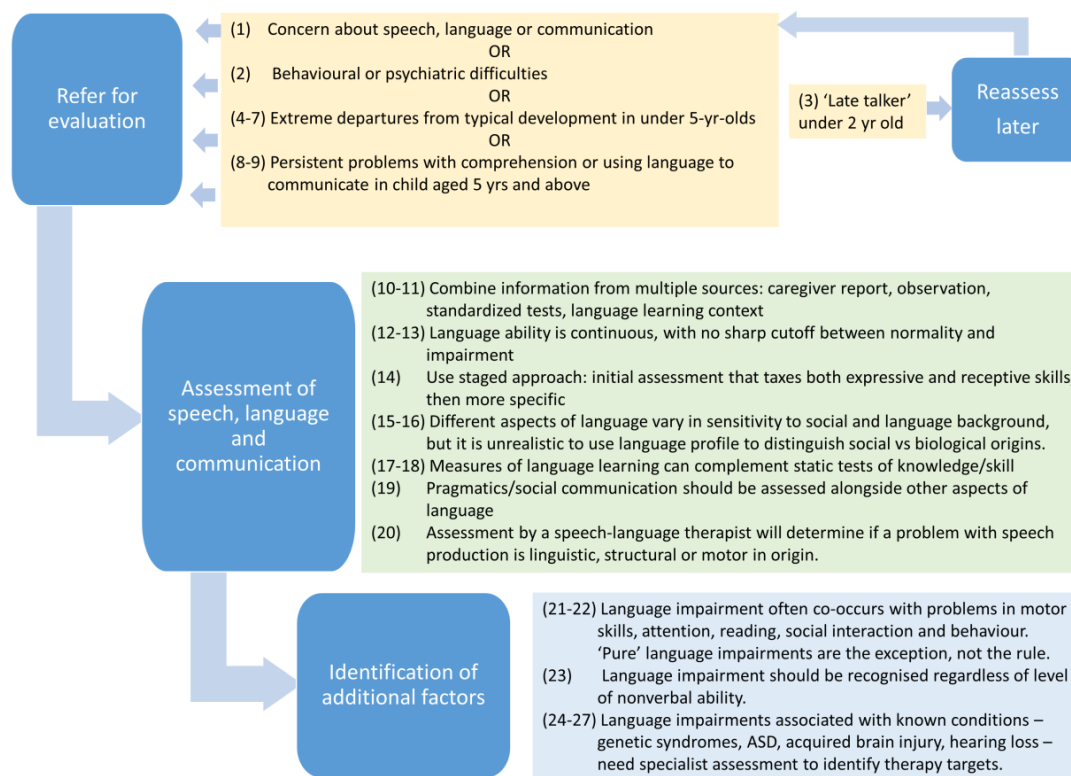 Refer for
evaluation
(1) Concern about speech, language or communication
OR
(2) Behavioural or psychiatric difficulties
OR
(4-7) Extreme departures from typical development in under 5-yr-olds
OR
(8-9) Persistent problems with comprehension or using language to
communicate in child aged 5 yrs and above
(3) ‘Late talker’
under 2 yr old
Reassess
later
Assessment of
speech, language
and
communication
(10-11) Combine information from multiple sources: caregiver report, observation,
standardized tests, language learning context
(12-13) Language ability is continuous, with no sharp cutoff between normality and
impairment
(14) Use staged approach: initial assessment that taxes both expressive and receptive skills
then more specific
(15-16) Different aspects of language vary in sensitivity to social and language background,
but it is unrealistic to use language profile to distinguish social vs biological origins.
(17-18) Measures of language learning can complement static tests of knowledge/skill
(19) Pragmatics/social communication should be assessed alongside other aspects of
language
(20) Assessment by a speech-language therapist will determine if a problem with speech
production is linguistic, structural or motor in origin.
Identification of
additional factors
(21-22) Language impairment often co-occurs with problems in motor
skills, attention, reading, social interaction and behaviour.
‘Pure’ language impairments are the exception, not the rule.
(23) Language impairment should be recognised regardless of level
of nonverbal ability.
(24-27) Language impairments associated with known conditions –
genetic syndromes, ASD, acquired brain injury, hearing loss –
need specialist assessment to identify therapy targets.